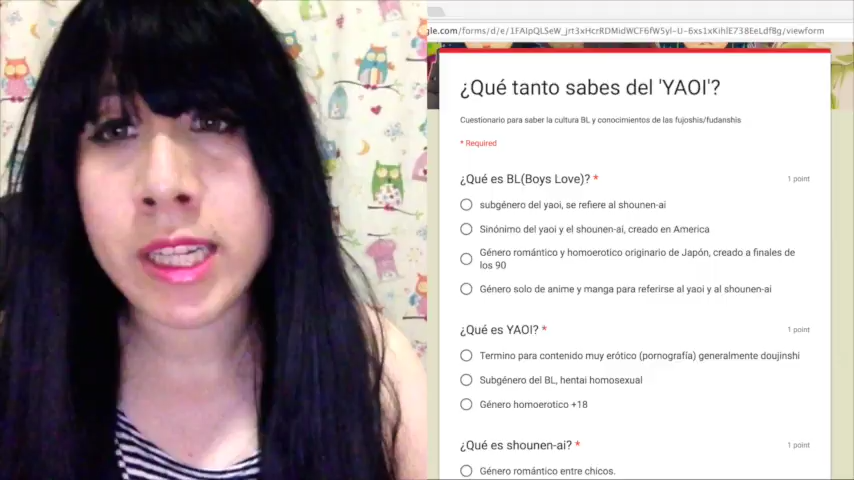 gle.com/forms/d/e/1FAIpQLSeW_jrt3xHcrRDMidWCF6fW5yl-U-6xs1xKihlE738EeLdfBg/viewform
¿Qué tanto sabes del 'YAOI'?
Cuestionario para saber la cultura BL y conocimientos de las fujoshis/fudanshis
* Required
¿Qué es BL(Boys Love)? *
1 point
subgénero del yaoi, se refiere al shounen-ai
Sinónimo del yaoi y el shounen-ai, creado en America
Género romántico y homoerotico originario de Japón, creado a finales de
los 90
Género solo de anime y manga para referirse al yaoi y al shounen-ai
¿Qué es YAOI? *
1 point
Termino para contenido muy erótico (pornografía) generalmente doujinshi
Subgénero del BL, hentai homosexual
Género homoerotico +18
¿Qué es shounen-ai? *
1 point
Género romántico entre chicos.